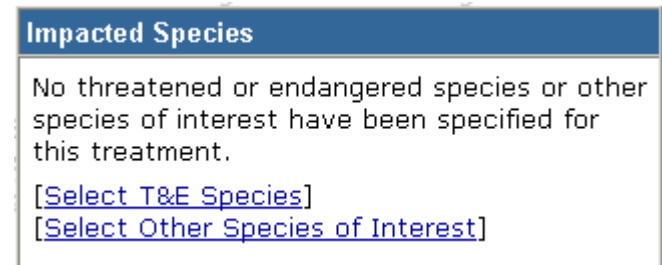 Impacted Species
No threatened or endangered species or other
species of interest have been specified for
this treatment.
[Select T&E Species]
[Select Other Species of Interest]